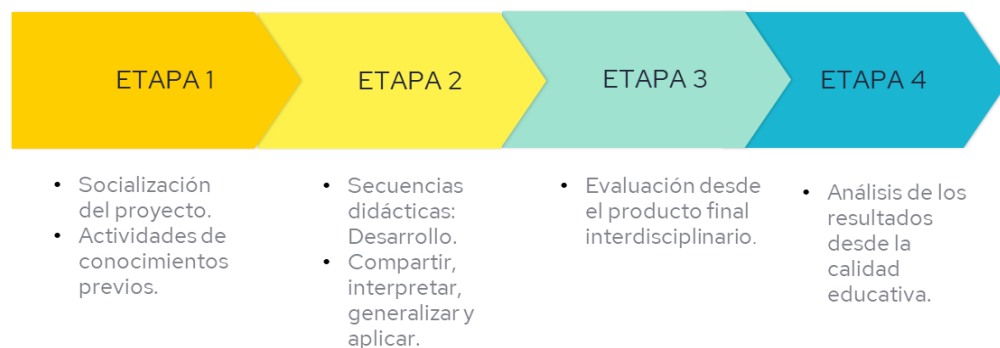 ETAPA 1
• Socialización
del proyecto.
• Actividades de
conocimientos
previos.
ETAPA 2
• Secuencias
didácticas:
Desarrollo.
• Compartir,
interpretar,
generalizar y
aplicar.
ETAPA 3
• Evaluación desde
el producto final
interdisciplinario.
ETAPA 4
• Análisis de los
resultados
desde la
calidad
educativa.